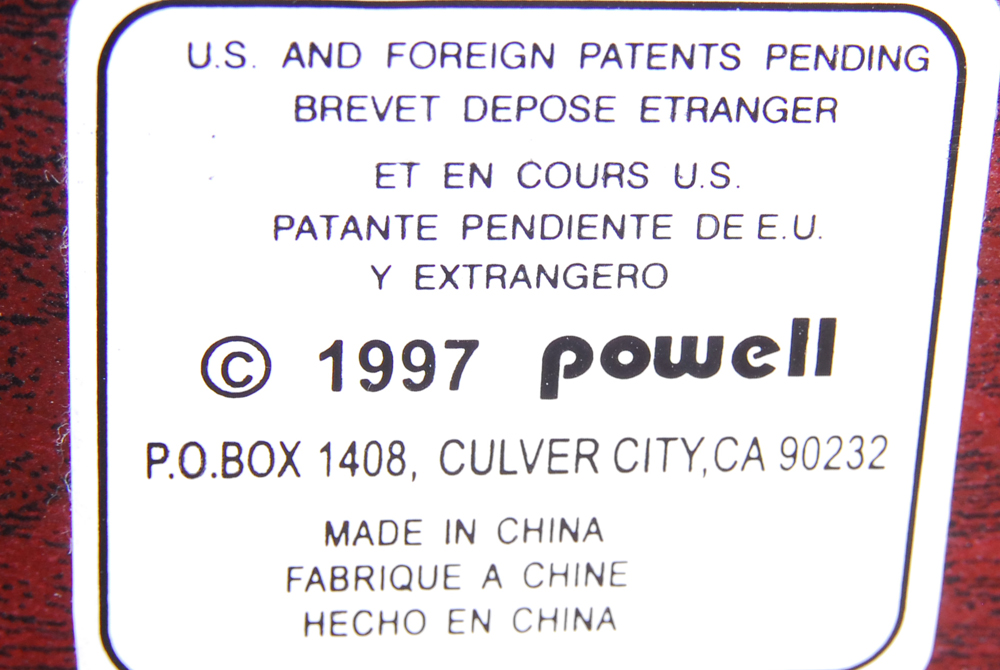 U.S. AND FOREIGN PATENTS PENDING
BREVET DEPOSE ETRANGER
ET EN COURS U.S.
PATANTE PENDIENTE DE E.U.
Y EXTRANGERO
© 1997 powell
P.O.BOX 1408, CULVER CITY,CA 90232
MADE IN CHINA
FABRIQUE A CHINE
HECHO EN CHINA